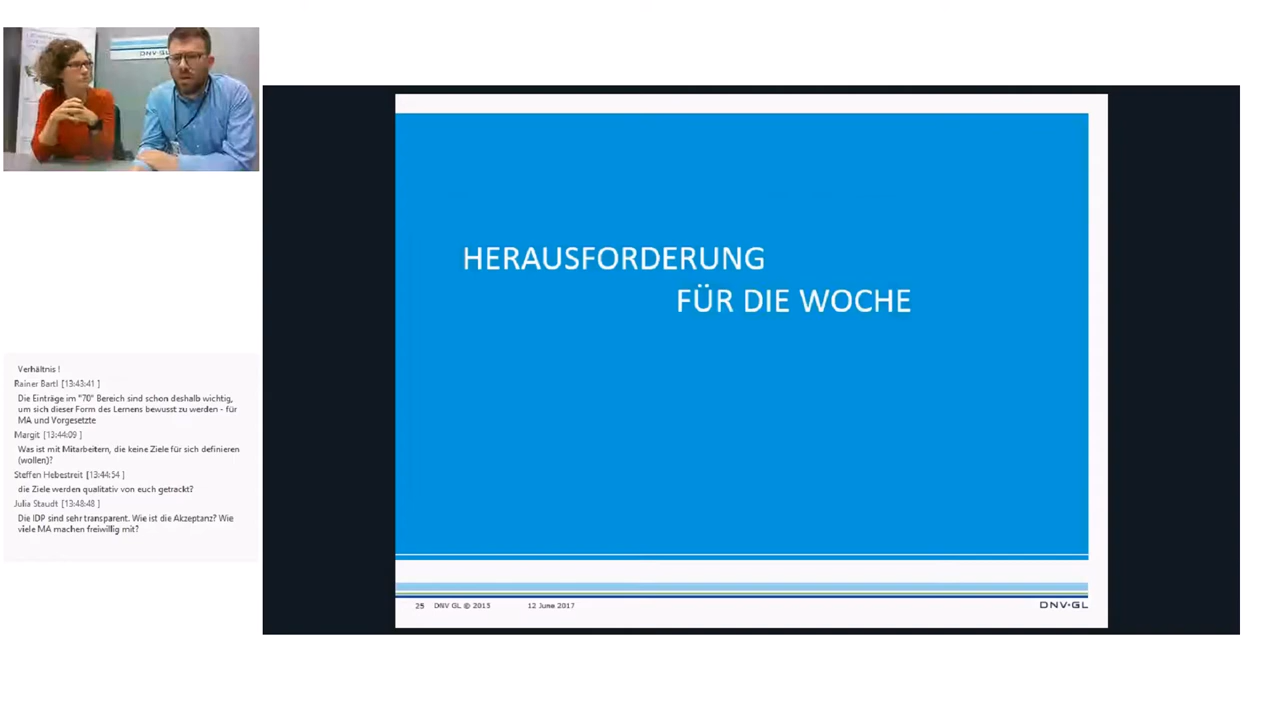 DNV·GL
HERAUSFORDERUNG
FÜR DIE WOCHE
Verhältnis !
Rainer Bartl [13:43:41 ]
Die Einträge im "70" Bereich sind schon deshalb wichtig,
um sich dieser Form des Lernens bewusst zu werden - für
MA und Vorgesetzte
Margit [13:44:09 ]
Was ist mit Mitarbeitern, die keine Ziele für sich definieren
(wollen)?
Steffen Hebestreit [13:44:54 ]
die Ziele werden qualitativ von euch getrackt?
Julia Staudt [13:48:48 ]
Die IDP sind sehr transparent. Wie ist die Akzeptanz? Wie
viele MA machen freiwillig mit?
25 DNV GL © 2015 12 June 2017
DNV·GL